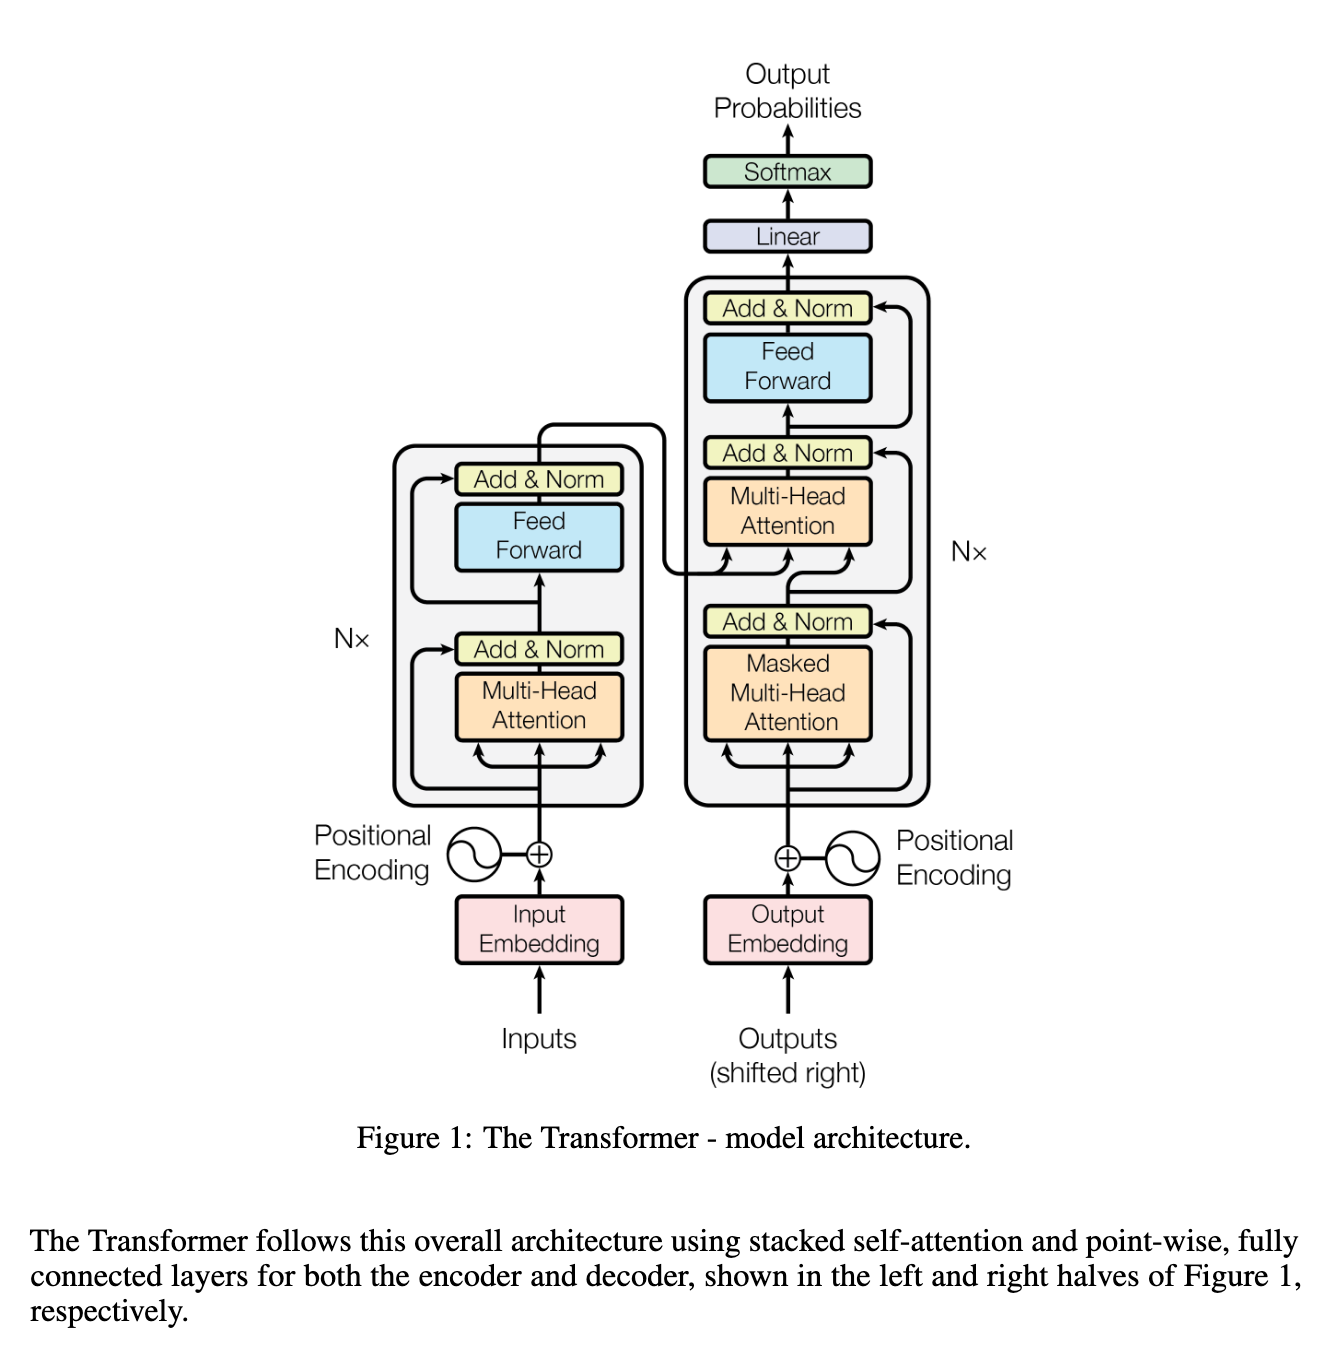 Output
Probabilities
Softmax
Linear
Add & Norm
Feed
Forward
Add & Norm
Multi-Head
Attention
Add & Norm
Masked
Multi-Head
Attention
Nx
Add & Norm
Feed
Forward
Add & Norm
Multi-Head
Attention
Nx
Positional
Encoding
Positional
Encoding
Input
Embedding
Output
Embedding
Inputs
Outputs
(shifted right)
Figure 1: The Transformer - model architecture.
The Transformer follows this overall architecture using stacked self-attention and point-wise, fully
connected layers for both the encoder and decoder, shown in the left and right halves of Figure 1,
respectively.